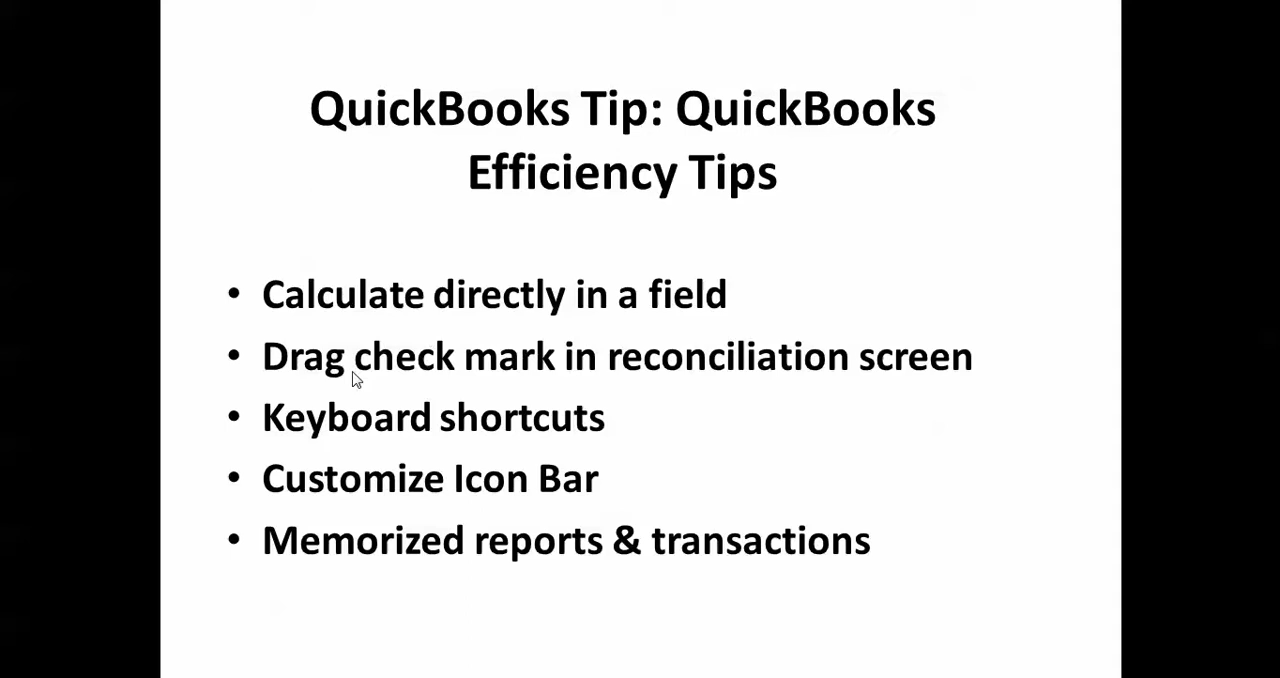 QuickBooks Tip: QuickBooks
Efficiency Tips
• Calculate directly in a field
• Drag check mark in reconciliation screen
• Keyboard shortcuts
• Customize Icon Bar
• Memorized reports & transactions